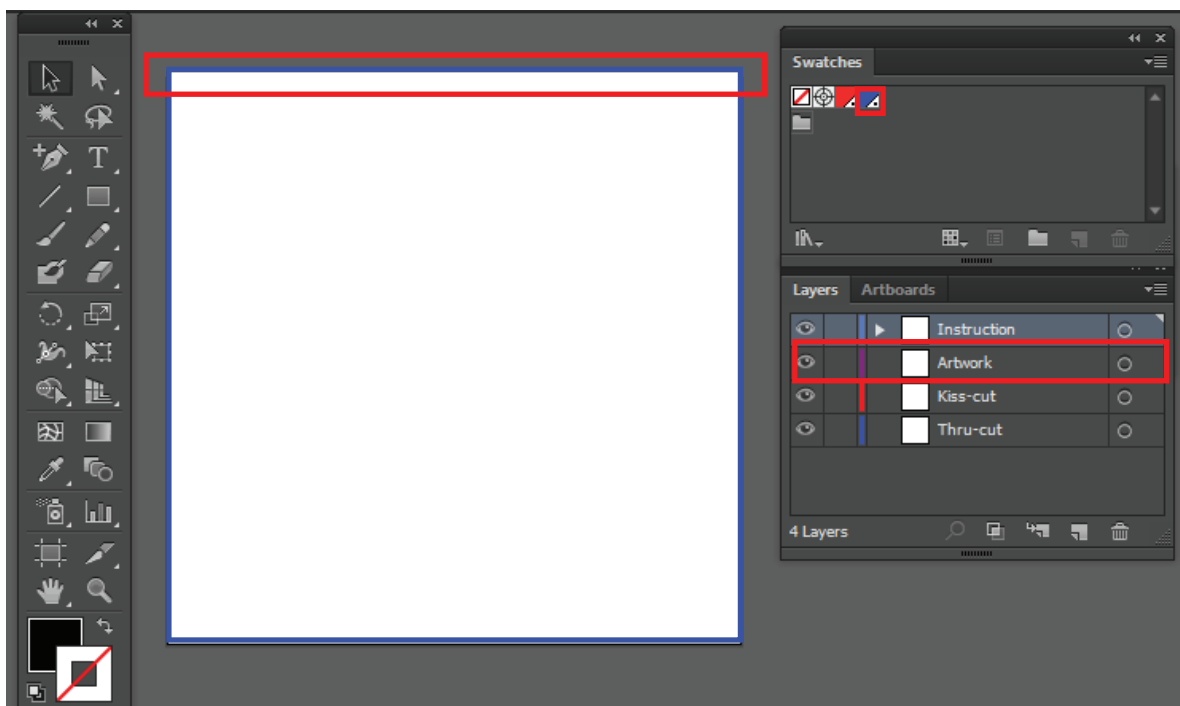 Swatches
Layers Artboards
Instruction
Artwork
Kiss-cut
Thru-cut
4 Layers